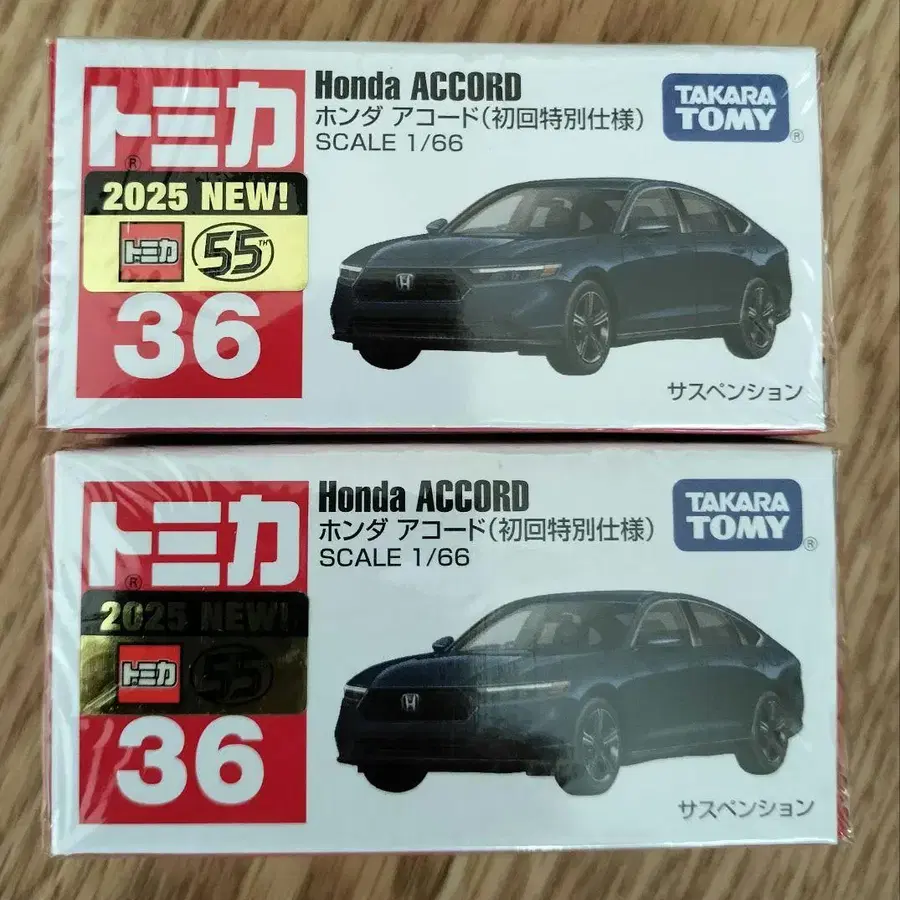 トミカ
®
Honda ACCORD
ホンダ アコード(初回特別仕様)
SCALE 1/66
TAKARA
TOMY
®
2025 NEW!
トミカ
55TH
36
サスペンション
トミカ
®
Honda ACCORD
ホンダ アコード(初回特別仕様)
SCALE 1/66
TAKARA
TOMY
®
2025 NEW!
トミカ
55
36
サスペンション